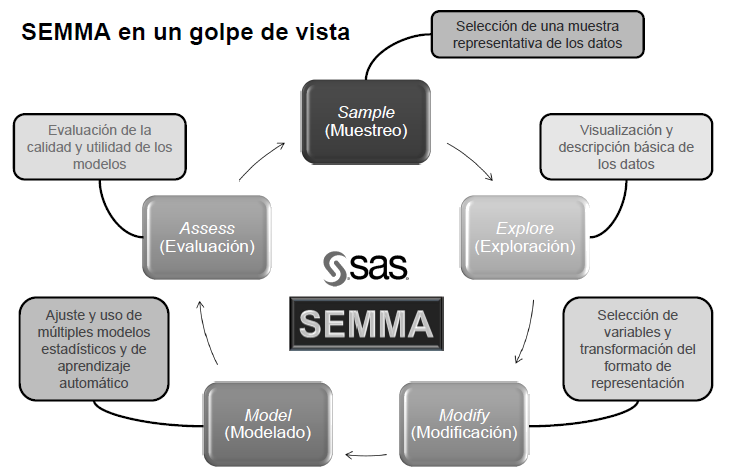 SEMMA en un golpe de vista
Selección de una muestra
representativa de los datos
Sample
(Muestreo)
Evaluación de la
calidad y utilidad de los
modelos
Visualización y
descripción básica de
los datos
Assess
(Evaluación)
Explore
(Exploración)
sas
SEMMA
Ajuste y uso de
múltiples modelos
estadísticos y de
aprendizaje
automático
Selección de
variables y
transformación del
formato de
representación
Model
(Modelado)
Modify
(Modificación)